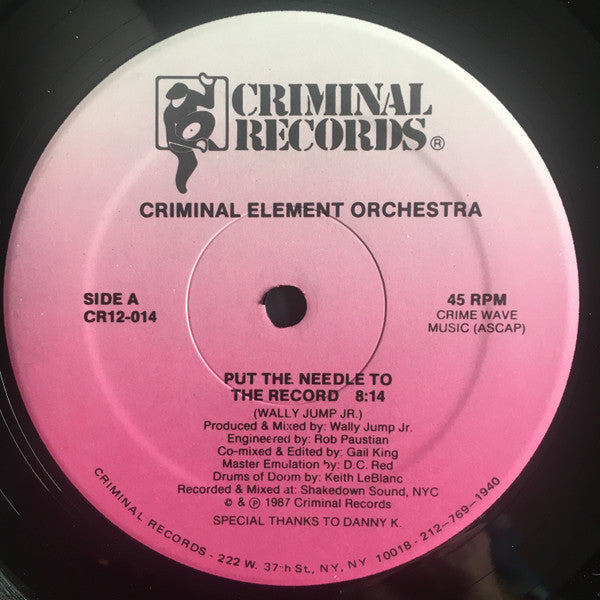 CRIMINAL
RECORDS®
CRIMINAL ELEMENT ORCHESTRA
SIDE A
CR12-014
45 RPM
CRIME WAVE
MUSIC (ASCAP)
PUT THE NEEDLE TO
THE RECORD 8:14
(WALLY JUMP JR.)
Produced & Mixed by: Wally Jump Jr.
Engineered by: Rob Paustian
Co-mixed & Edited by: Gail King
Master Emulation by: D.C. Red
Drums of Doom by: Keith LeBlanc
Recorded & Mixed at: Shakedown Sound, NYC
© & ℗ 1987 Criminal Records
SPECIAL THANKS TO DANNY K.
CRIMINAL RECORDS - 222 W. 37th St., NY, NY 10018 - 212-769-1940